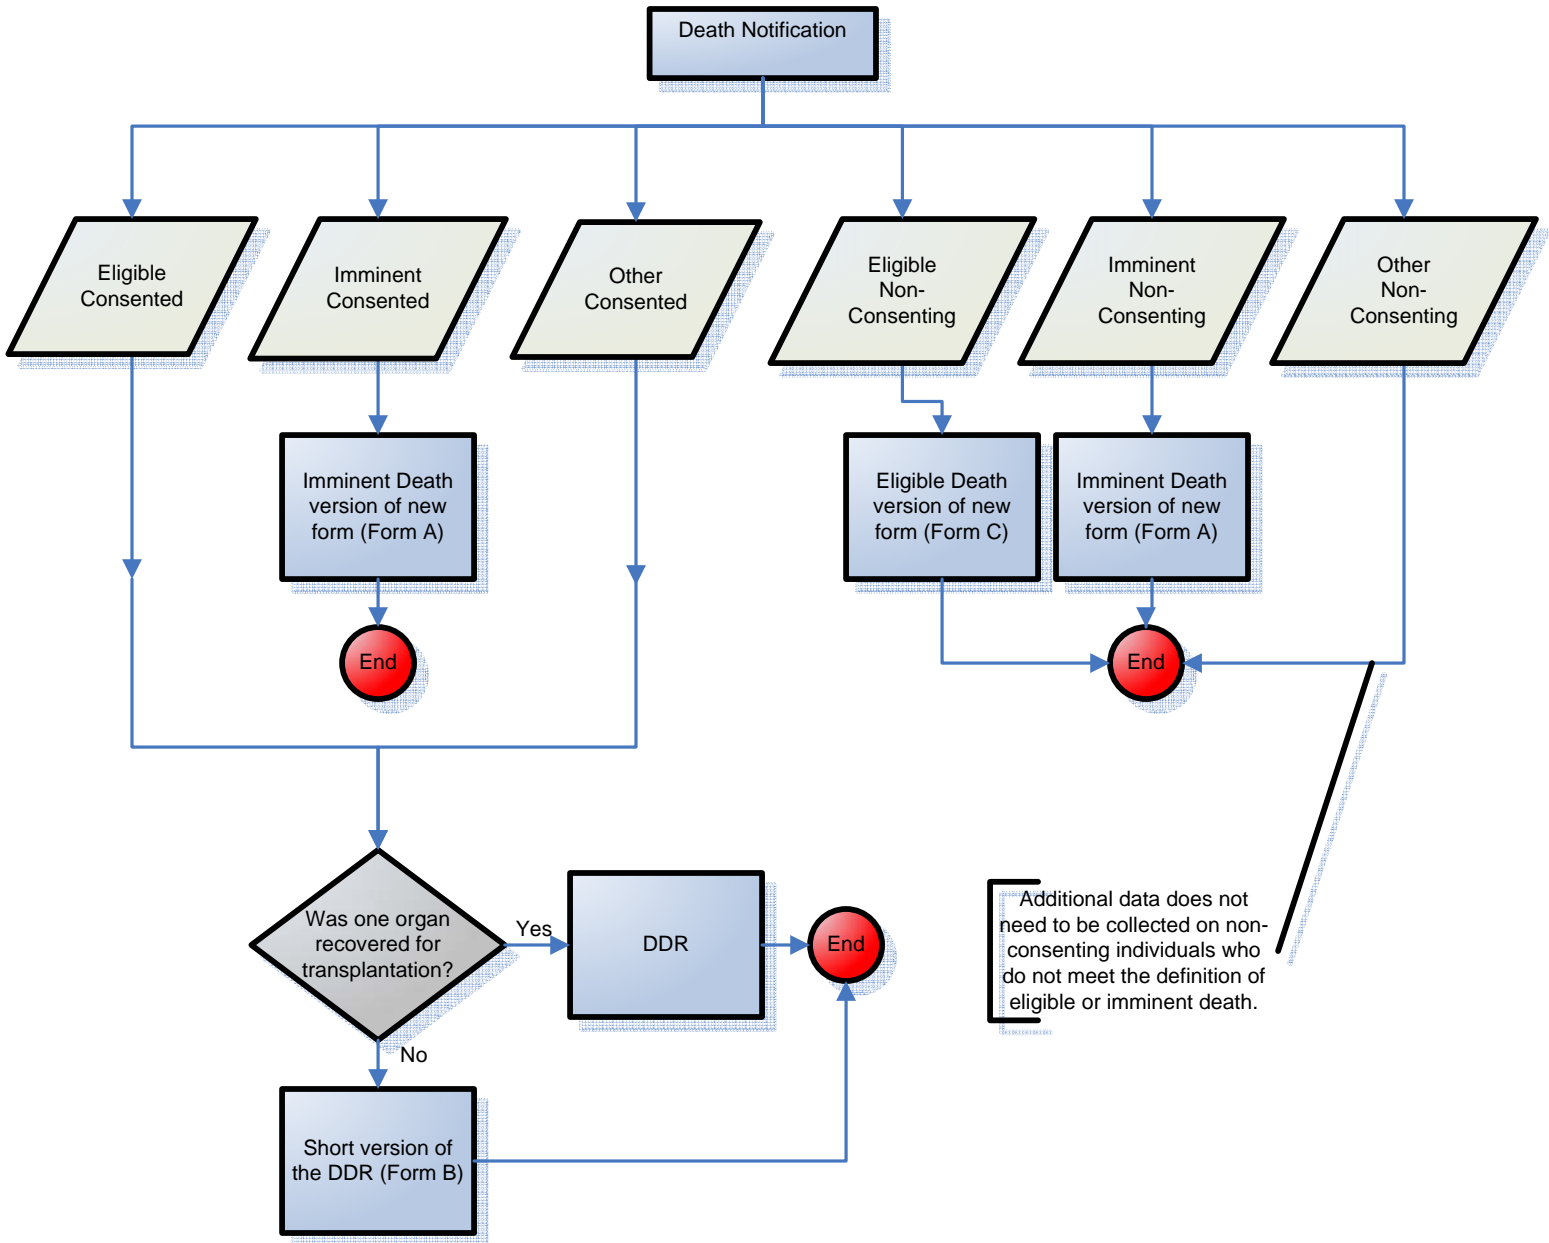 Death Notification
Eligible
Consented
Imminent
Consented
Other
Consented
Eligible
Non-
Consenting
Imminent
Non-
Consenting
Other
Non-
Consenting
Imminent Death
version of new
form (Form A)
Eligible Death
version of new
form (Form C)
Imminent Death
version of new
form (Form A)
End
End
Was one organ
recovered for
transplantation?
Yes
DDR
End
Additional data does not
need to be collected on non-
consenting individuals who
do not meet the definition of
eligible or imminent death.
No
Short version of
the DDR (Form B)